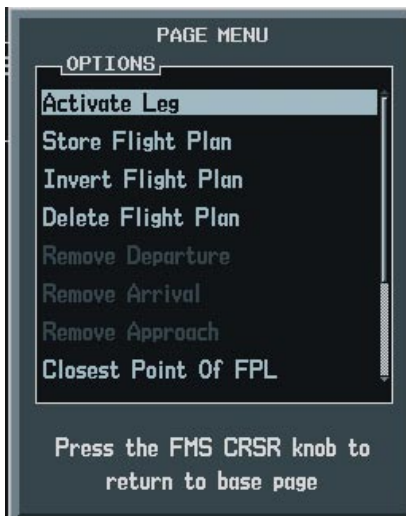 PAGE MENU
OPTIONS
Activate Leg
Store Flight Plan
Invert Flight Plan
Delete Flight Plan
Remove Departure
Remove Arrival
Remove Approach
Closest Point Of FPL
Press the FMS CRSR knob to
return to base page